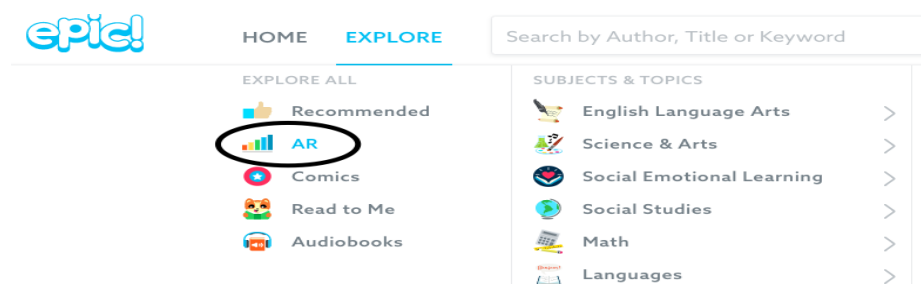 epic!
HOME EXPLORE Search by Author, Title or Keyword
EXPLORE ALL
Recommended
AR
Comics
Read to Me
Audiobooks
SUBJECTS & TOPICS
English Language Arts
Science & Arts
Social Emotional Learning
Social Studies
Math
Languages